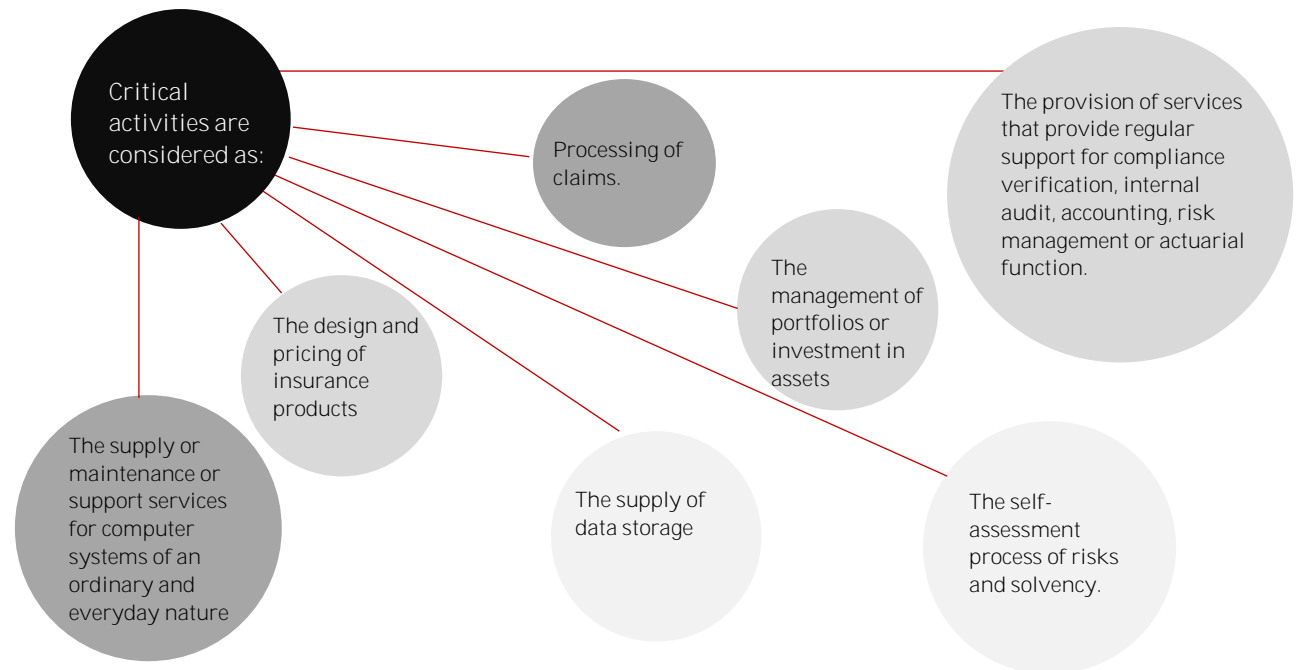 Critical
activities are
considered as:
Processing of
claims.
The provision of services
that provide regular
support for compliance
verification, internal
audit, accounting, risk
management or actuarial
function.
The
management of
portfolios or
investment in
assets
The design and
pricing of
insurance
products
The supply or
maintenance or
support services
for computer
systems of an
ordinary and
everyday nature
The supply of
data storage
The self-
assessment
process of risks
and solvency.